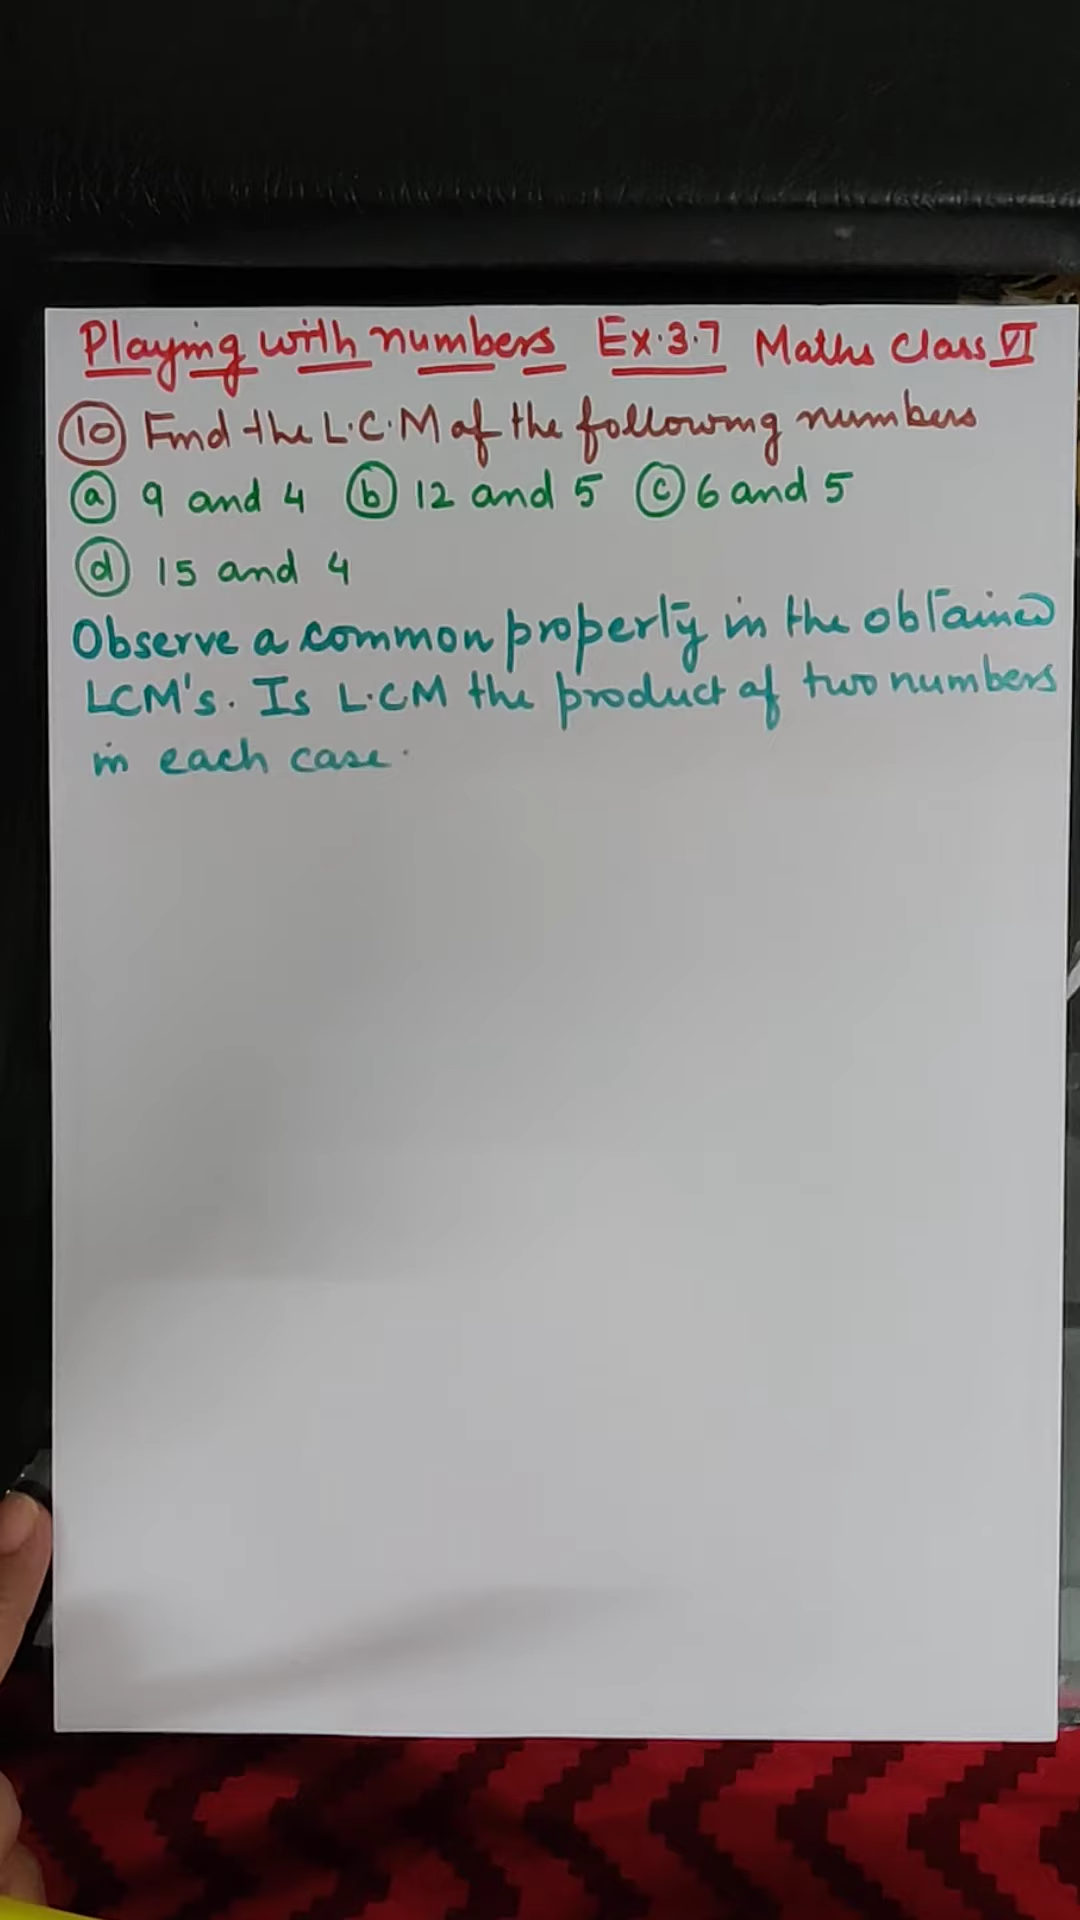 Playing with numbers Ex.3.7 Maths Class VI
10 Find the L.C.M of the following numbers
a 9 and 4 b 12 and 5 c 6 and 5
d 15 and 4
Observe a common property in the obtained
LCM's. Is L.CM the product of two numbers
in each case.